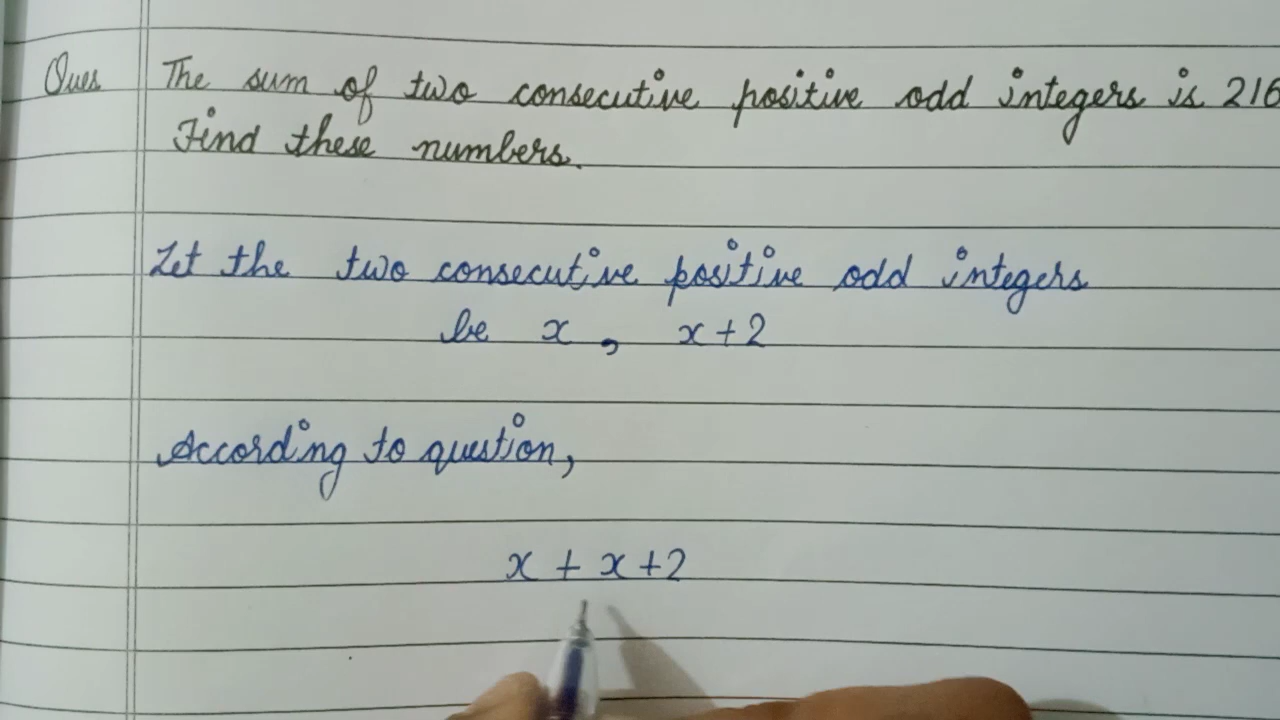 Ques The sum of two consecutive positive odd integers is 216
Find these numbers.
Let the two consecutive positive odd integers
be x, x+2
According to question,
x + x+2